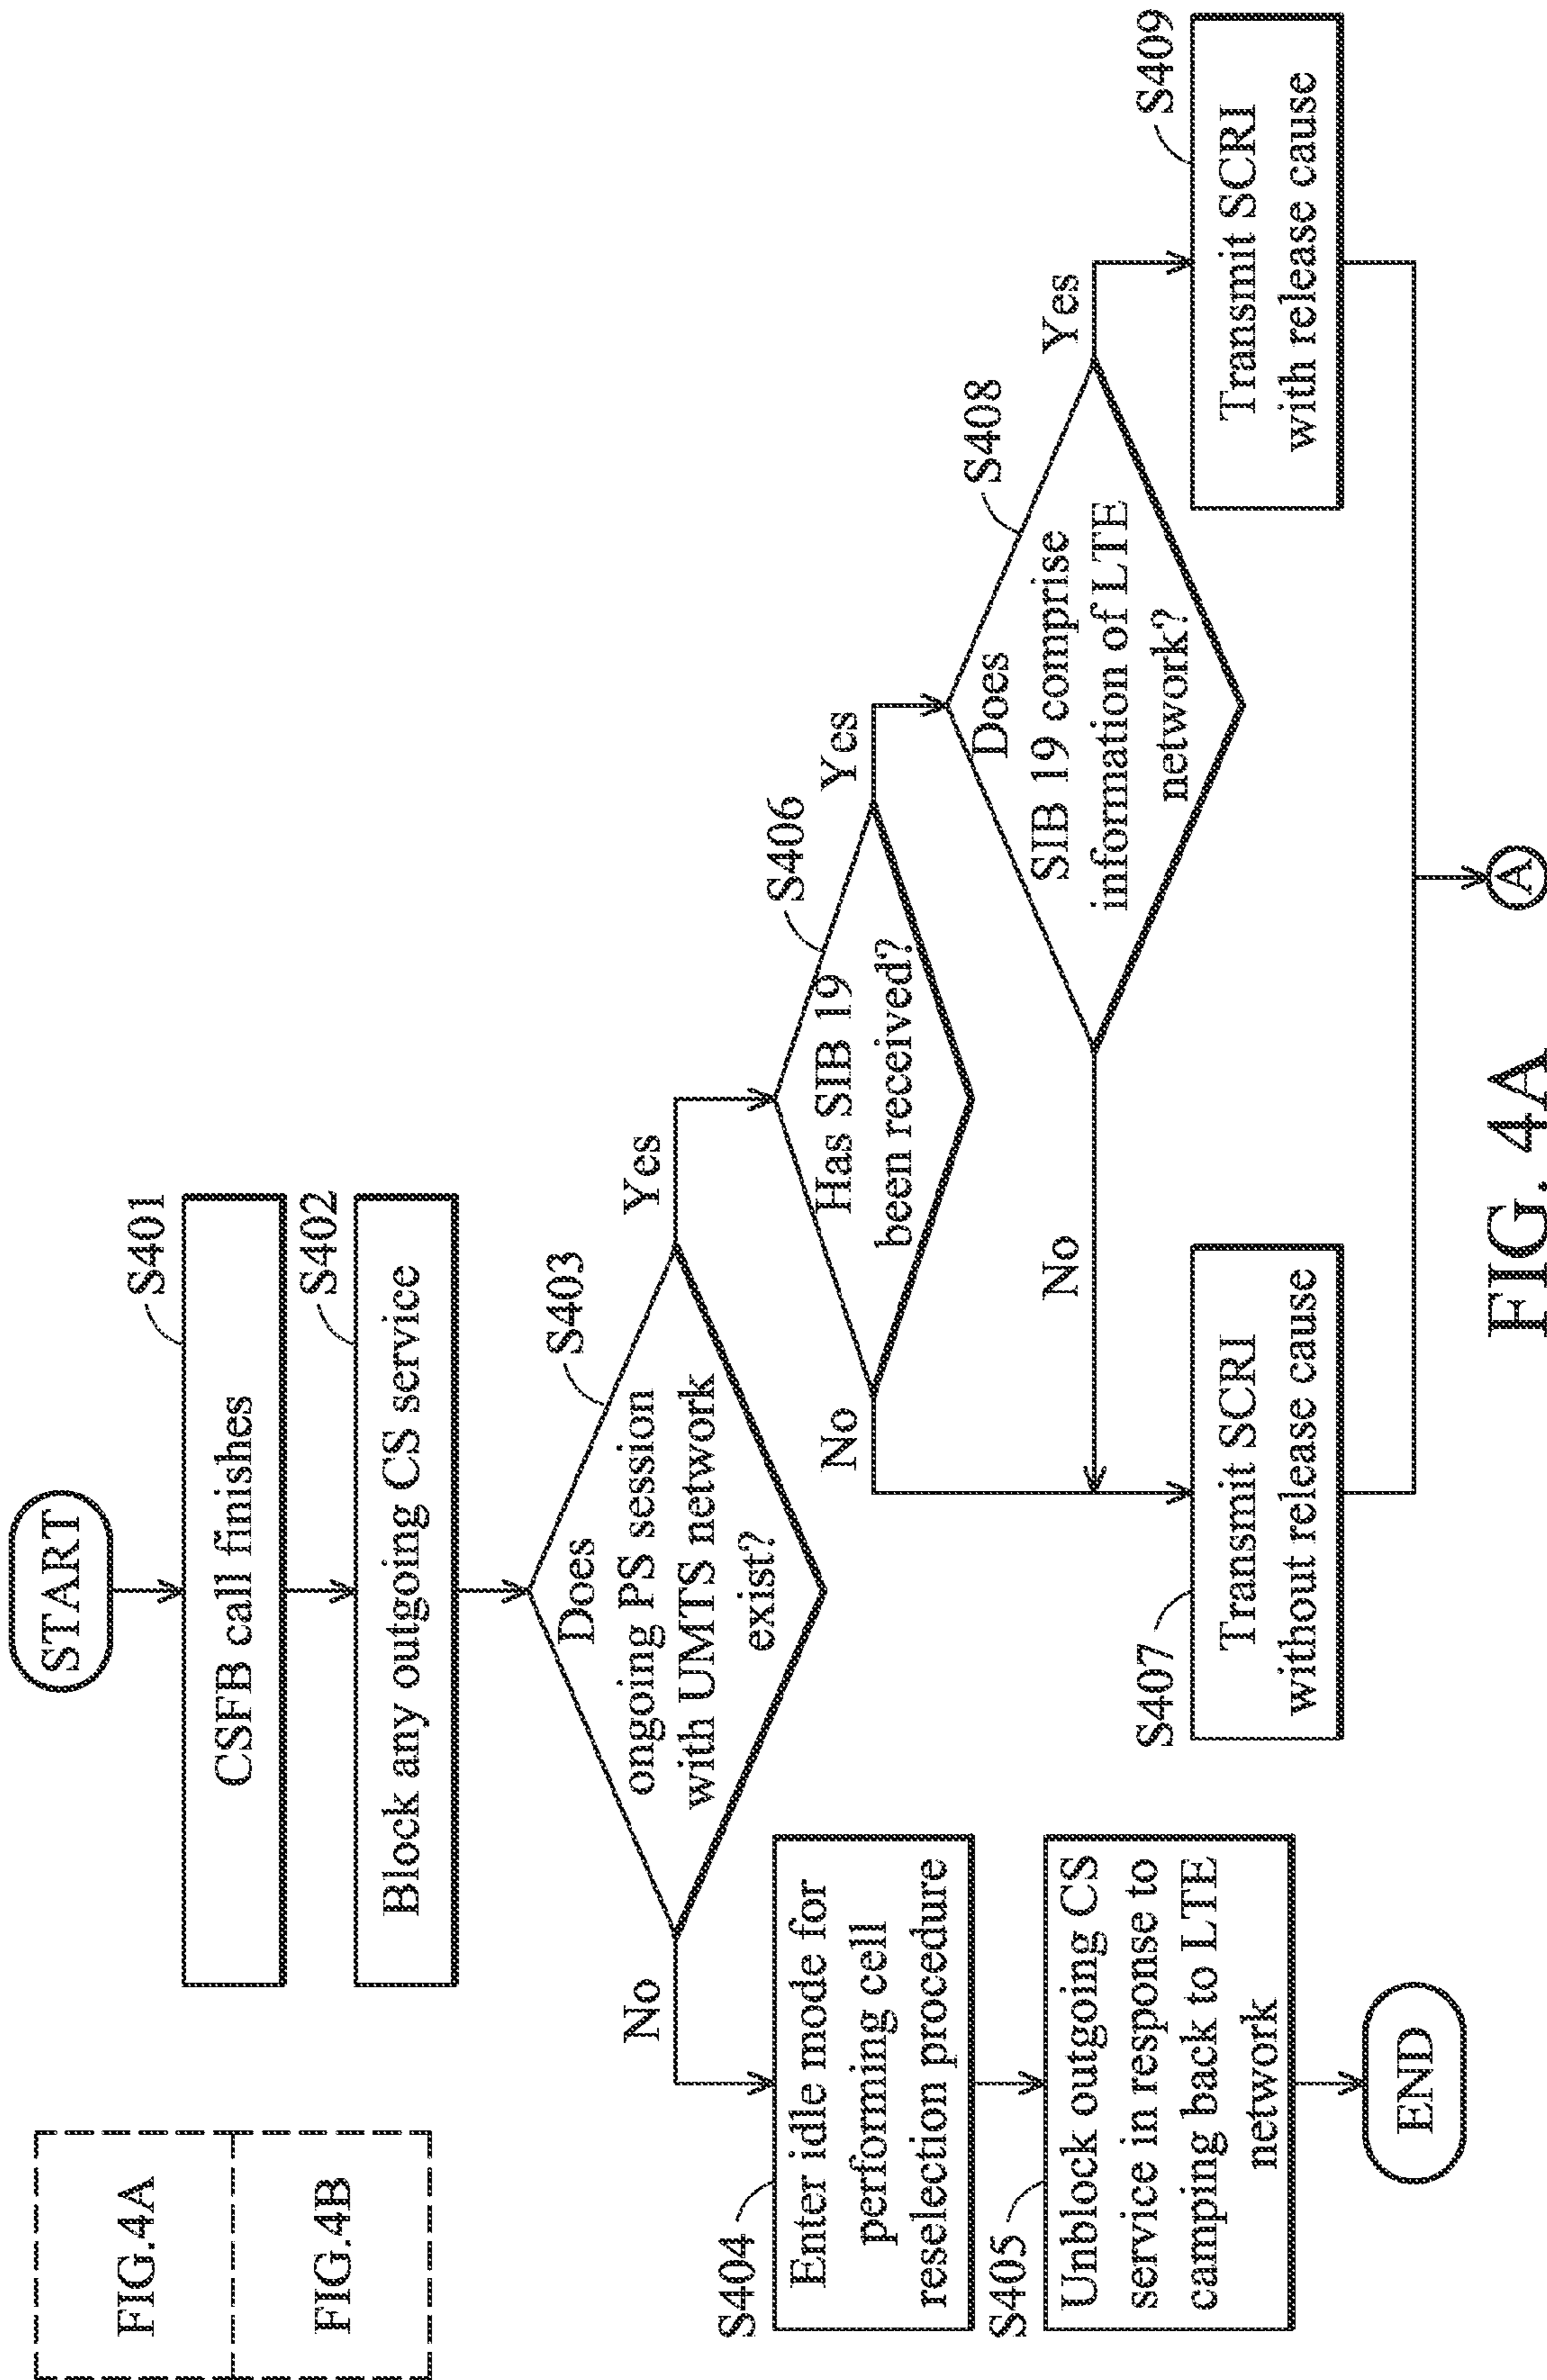 FIG.4A
FIG.4B
START
S401
CSFB call finishes
S402
Block any outgoing CS service
S403
Does
ongoing PS session
with UMTS network
exist?
No
Yes
S404
Enter idle mode for
performing cell
reselection procedure
S405
Unblock outgoing CS
service in response to
camping back to LTE
network
END
S406
Has SIB 19
been received?
No
Yes
S407
Transmit SCRI
without release cause
S408
Does
SIB 19 comprise
information of LTE
network?
No
Yes
S409
Transmit SCRI
with release cause
A
FIG. 4A